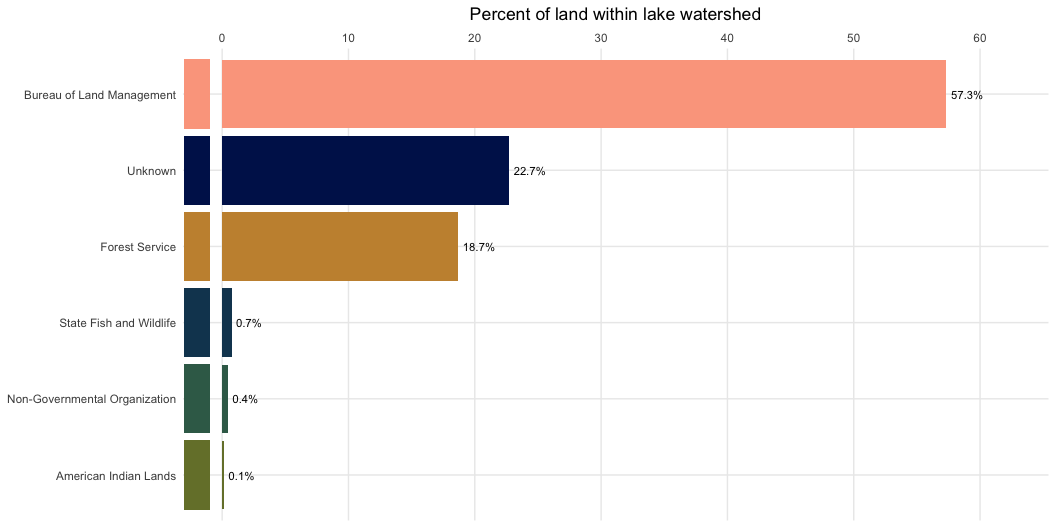 Percent of land within lake watershed
0 10 20 30 40 50 60
Bureau of Land Management 57.3%
Unknown 22.7%
Forest Service 18.7%
State Fish and Wildlife 0.7%
Non-Governmental Organization 0.4%
American Indian Lands 0.1%